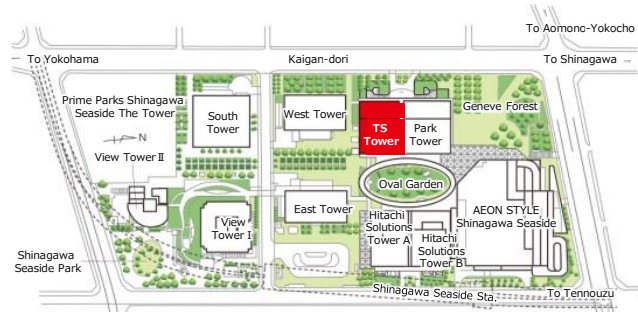 To Aomono-Yokocho
← To Yokohama
Kaigan-dori
To Shinagawa →
Prime Parks Shinagawa
Seaside The Tower
South
Tower
West Tower
TS
Tower
Park
Tower
Geneve Forest
N
View Tower Ⅱ
Oval Garden
View
Tower Ⅰ
East Tower
Hitachi
Solutions
Tower A
Hitachi
Solutions
Tower B
AEON STYLE
Shinagawa Seaside
Shinagawa
Seaside Park
Shinagawa Seaside Sta.
To Tennouzu